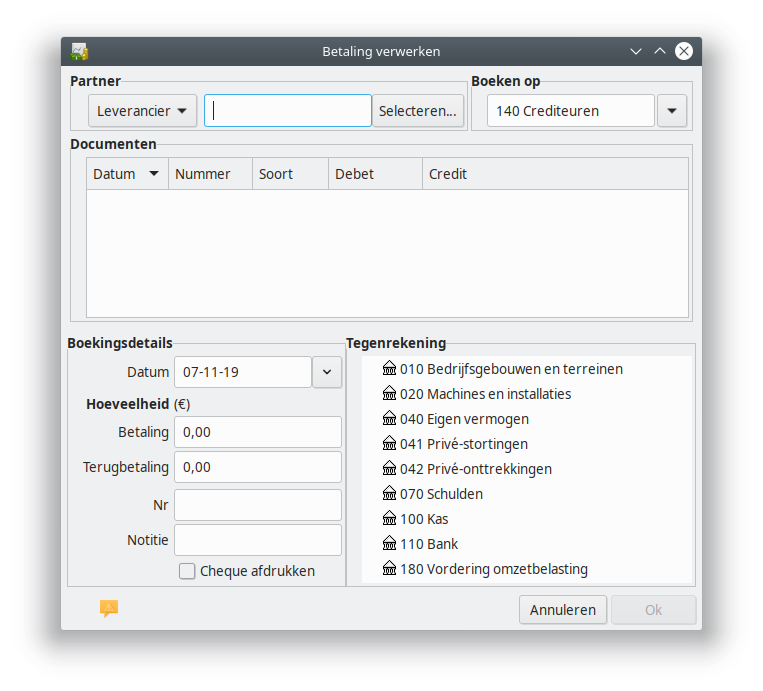 Betaling verwerken
Partner
Boeken op
Leverancier
Selecteren...
140 Crediteuren
Documenten
Datum Nummer Soort Debet Credit
Boekingsdetails
Tegenrekening
Datum 07-11-19
Hoeveelheid (€)
Betaling 0,00
Terugbetaling 0,00
Nr
Notitie
Cheque afdrukken
010 Bedrijfsgebouwen en terreinen
020 Machines en installaties
040 Eigen vermogen
041 Privé-stortingen
042 Privé-onttrekkingen
070 Schulden
100 Kas
110 Bank
180 Vordering omzetbelasting
Annuleren
Ok